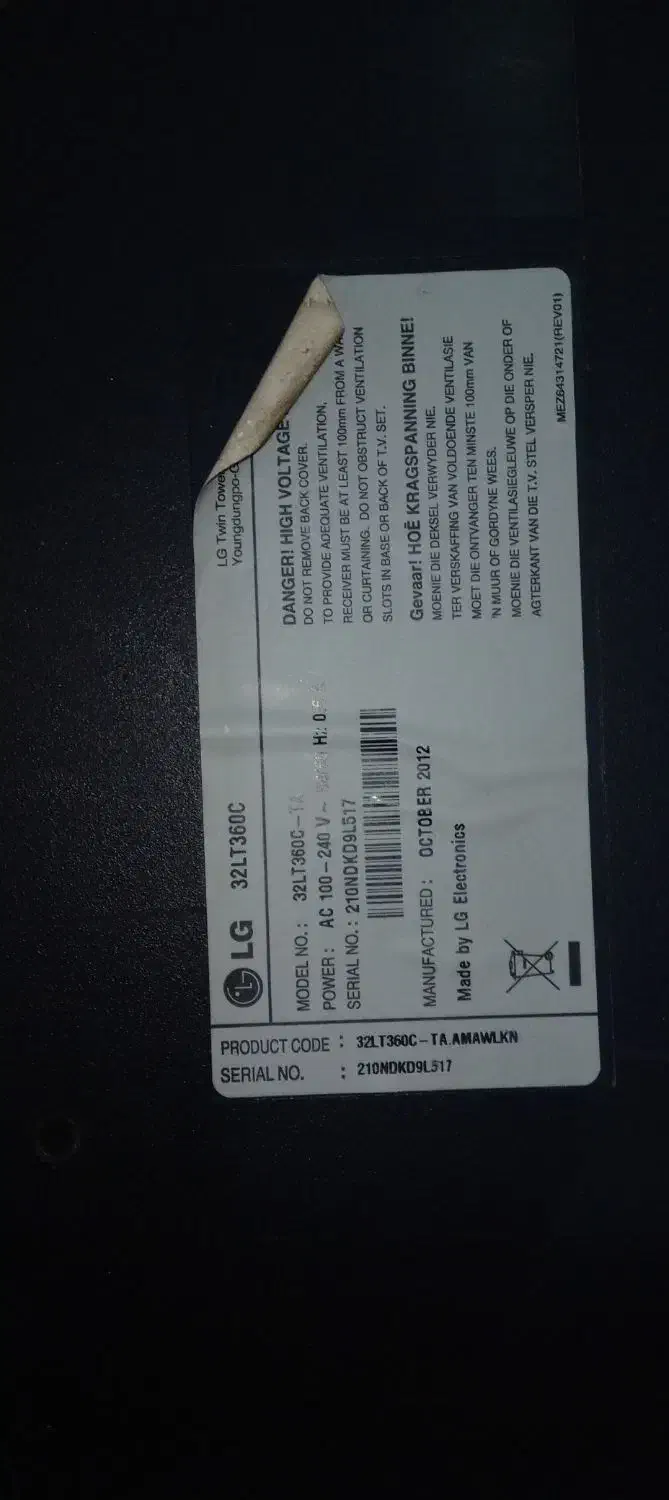 LG 32LT360C
LG Twin
Youngdungpo-
MODEL NO. : 32LT360C-TA
POWER : AC 100-240 V~ Hz
SERIAL NO. : 210NDKD9L517
MANUFACTURED : OCTOBER 2012
Made by LG Electronics
DANGER! HIGH VOLTAGE
DO NOT REMOVE BACK COVER.
TO PROVIDE ADEQUATE VENTILATION,
RECEIVER MUST BE AT LEAST 100mm FROM A
OR CURTAINING. DO NOT OBSTRUCT VENTILATION
SLOTS IN BASE OR BACK OF T.V. SET.
Gevaar! HOË KRAGSPANNING BINNE!
MOENIE DIE DEKSEL VERWYDER NIE.
TER VERSKAFFING VAN VOLDOENDE VENTILASIE
MOET DIE ONTVANGER TEN MINSTE 100mm VAN
'N MUUR OF GORDYNE WEES.
MOENIE DIE VENTILASIEGLEUWE OP DIE ONDER OF
AGTERKANT VAN DIE T.V. STEL VERSPER NIE.
MEZ64314721(REV01)
PRODUCT CODE : 32LT360C-TA.AMAWLKN
SERIAL NO. : 210NDKD9L517